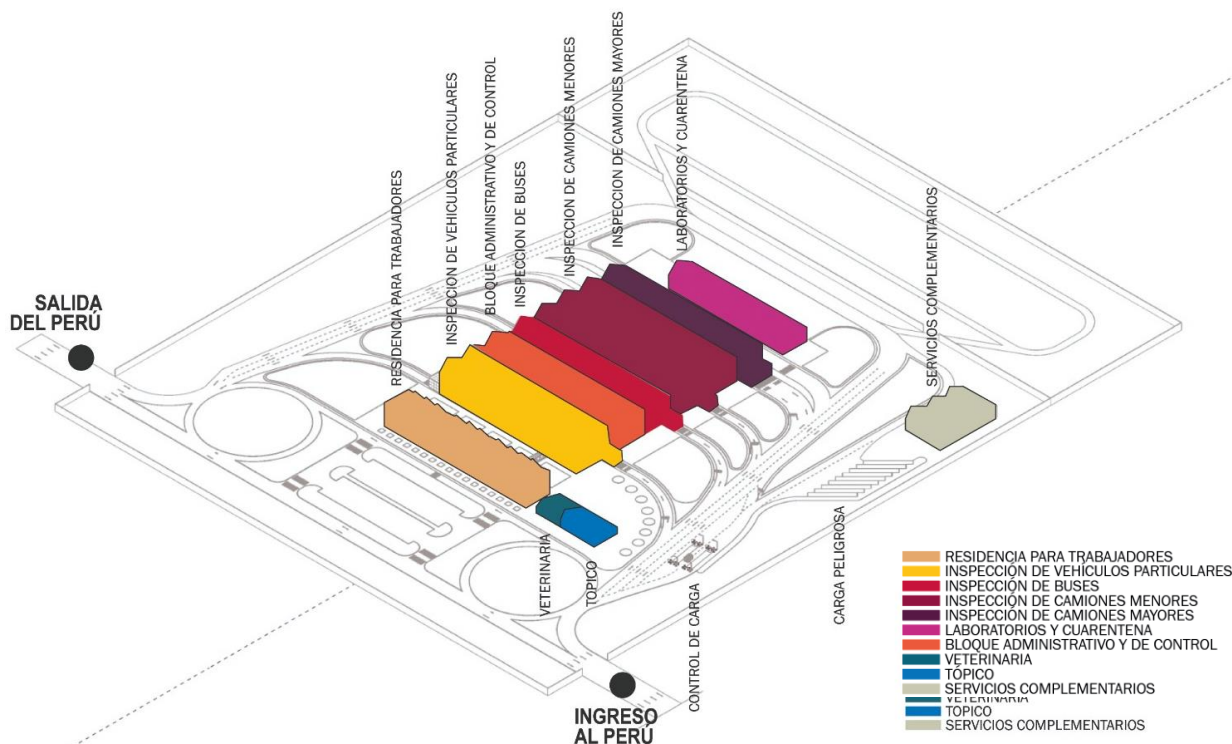 RESIDENCIA PARA TRABAJADORES
INSPECCION DE VEHICULOS PARTICULARES
BLOQUE ADMINISTRATIVO Y DE CONTROL
INSPECCION DE BUSES
INSPECCION DE CAMIONES MENORES
INSPECCION DE CAMIONES MAYORES
LABORATORIOS Y CUARENTENA
SERVICIOS COMPLEMENTARIOS
SALIDA
DEL PERÚ
VETERINARIA
TOPICO
CONTROL DE CARGA
CARGA PELIGROSA
INGRESO
AL PERÚ
RESIDENCIA PARA TRABAJADORES
INSPECCIÓN DE VEHÍCULOS PARTICULARES
INSPECCIÓN DE BUSES
INSPECCIÓN DE CAMIONES MENORES
INSPECCIÓN DE CAMIONES MAYORES
LABORATORIOS Y CUARENTENA
BLOQUE ADMINISTRATIVO Y DE CONTROL
VETERINARIA
TÓPICO
SERVICIOS COMPLEMENTARIOS
VETERINARIA
TOPICO
SERVICIOS COMPLEMENTARIOS